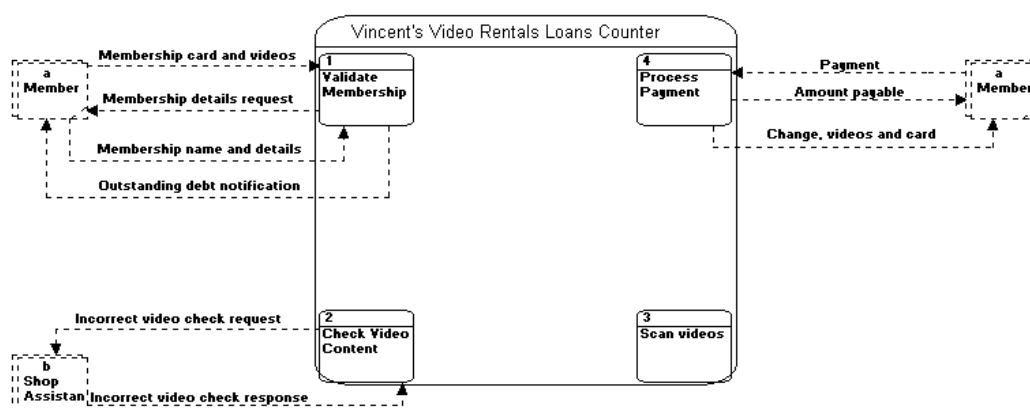 Vincent's Video Rentals Loans Counter
Membership card and videos
a
Member
1
Validate
Membership
Membership details request
Membership name and details
Outstanding debt notification
4
Process
Payment
Payment
a
Member
Amount payable
Change, videos and card
Incorrect video check request
2
Check Video
Content
3
Scan videos
b
Shop
Assistan
Incorrect video check response